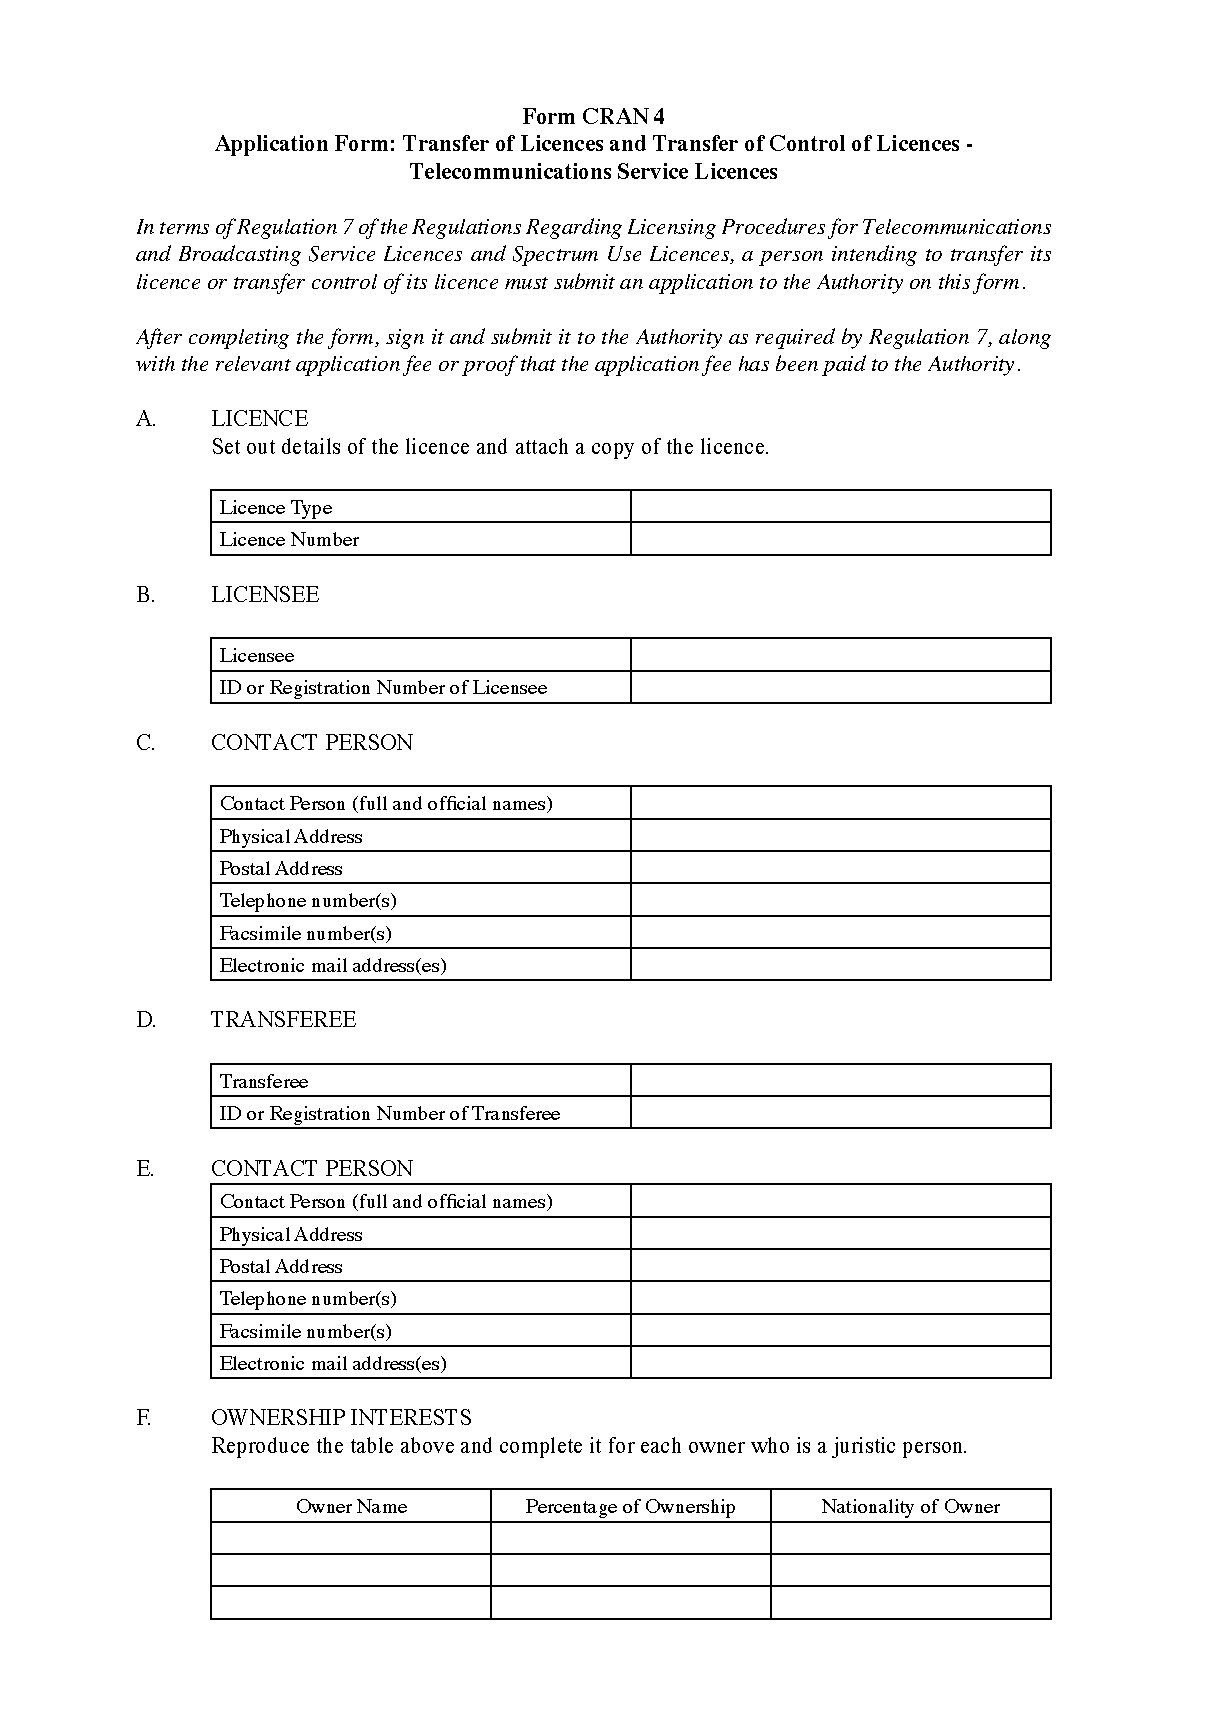 Form CRAN 4
Application Form: Transfer of Licences and Transfer of Control of Licences -
Telecommunications Service Licences
In terms of Regulation 7 of the Regulations Regarding Licensing Procedures for Telecommunications
and Broadcasting Service Licences and Spectrum Use Licences, a person intending to transfer its
licence or transfer control of its licence must submit an application to the Authority on this form.
After completing the form, sign it and submit it to the Authority as required by Regulation 7, along
with the relevant application fee or proof that the application fee has been paid to the Authority.
A. LICENCE
Set out details of the licence and attach a copy of the licence.
Licence Type
Licence Number
B. LICENSEE
Licensee
ID or Registration Number of Licensee
C. CONTACT PERSON
Contact Person (full and official names)
Physical Address
Postal Address
Telephone number(s)
Facsimile number(s)
Electronic mail address(es)
D. TRANSFEREE
Transferee
ID or Registration Number of Transferee
E. CONTACT PERSON
Contact Person (full and official names)
Physical Address
Postal Address
Telephone number(s)
Facsimile number(s)
Electronic mail address(es)
F. OWNERSHIP INTERESTS
Reproduce the table above and complete it for each owner who is a juristic person.
Owner Name Percentage of Ownership Nationality of Owner